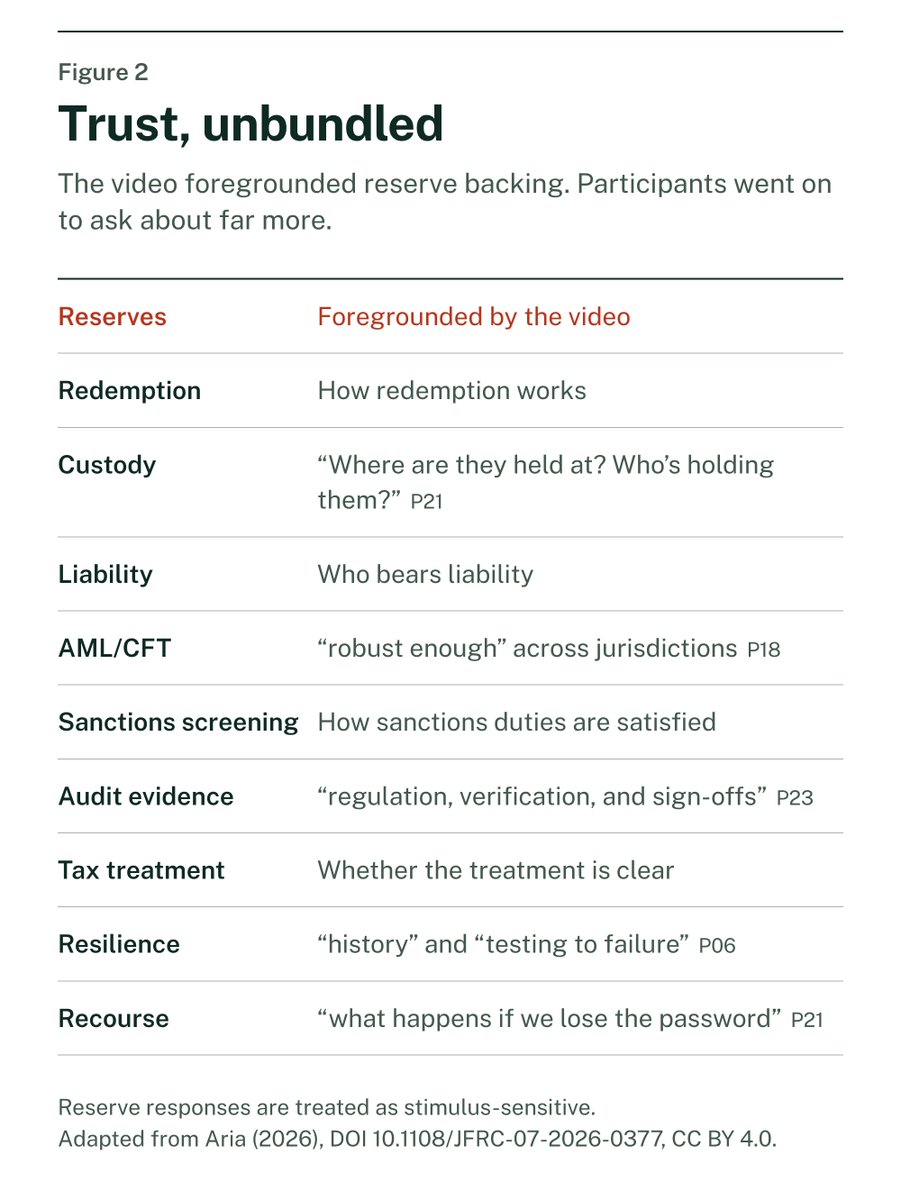 Figure 2
Trust, unbundled
The video foregrounded reserve backing. Participants went on
to ask about far more.
Reserves Foregrounded by the video
Redemption How redemption works
Custody “Where are they held at? Who’s holding
them?” P21
Liability Who bears liability
AML/CFT “robust enough” across jurisdictions P18
Sanctions screening How sanctions duties are satisfied
Audit evidence “regulation, verification, and sign-offs” P23
Tax treatment Whether the treatment is clear
Resilience “history” and “testing to failure” P06
Recourse “what happens if we lose the password” P21
Reserve responses are treated as stimulus-sensitive.
Adapted from Aria (2026), DOI 10.1108/JFRC-07-2026-0377, CC BY 4.0.